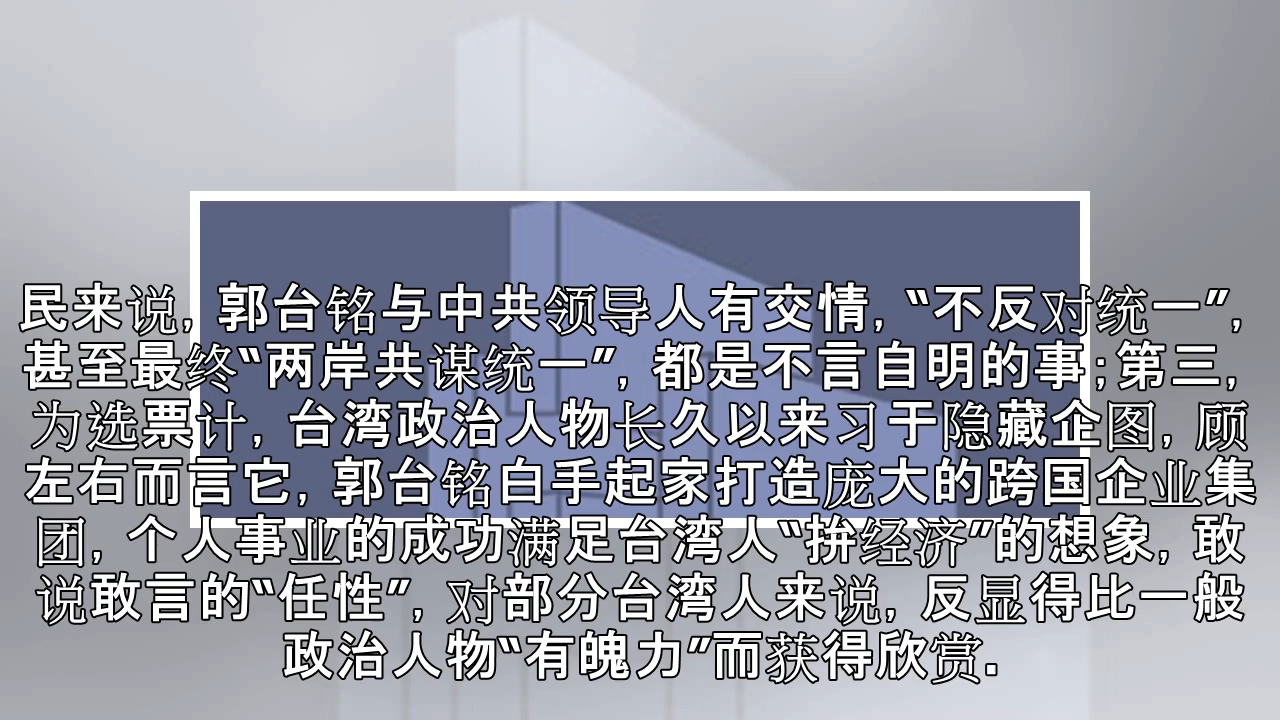 民来说, 郭台铭与中共领导人有交情, “不反对统一”,
甚至最终“两岸共谋统一”, 都是不言自明的事; 第三,
为选票计, 台湾政治人物长久以来习于隐藏企图, 顾
左右而言它, 郭台铭白手起家打造庞大的跨国企业集
团, 个人事业的成功满足台湾人“拚经济”的想象, 敢
说敢言的“任性”, 对部分台湾人来说, 反显得比一般
政治人物“有魄力”而获得欣赏.